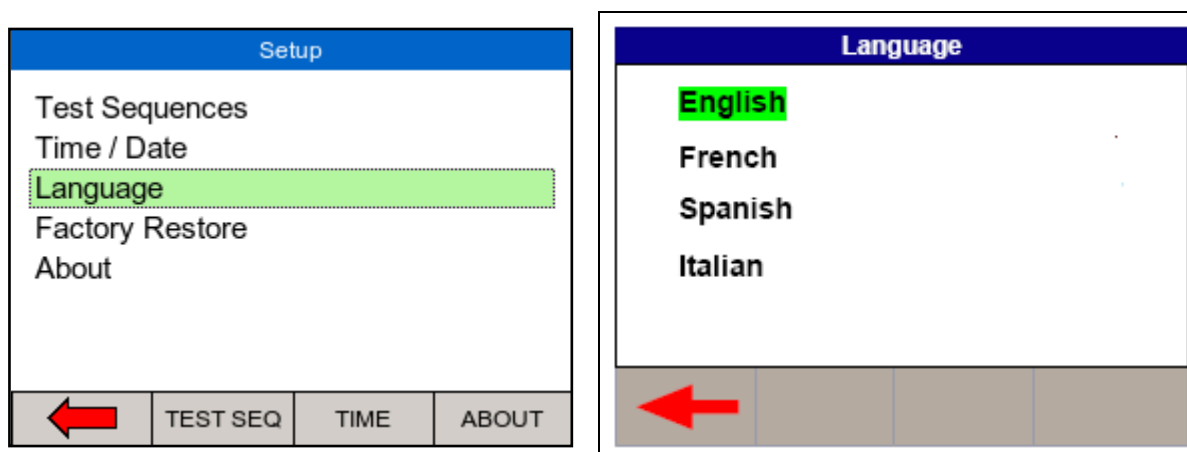 Setup
Test Sequences
Time / Date
Language
Factory Restore
About
TEST SEQ TIME ABOUT
Language
English
French
Spanish
Italian